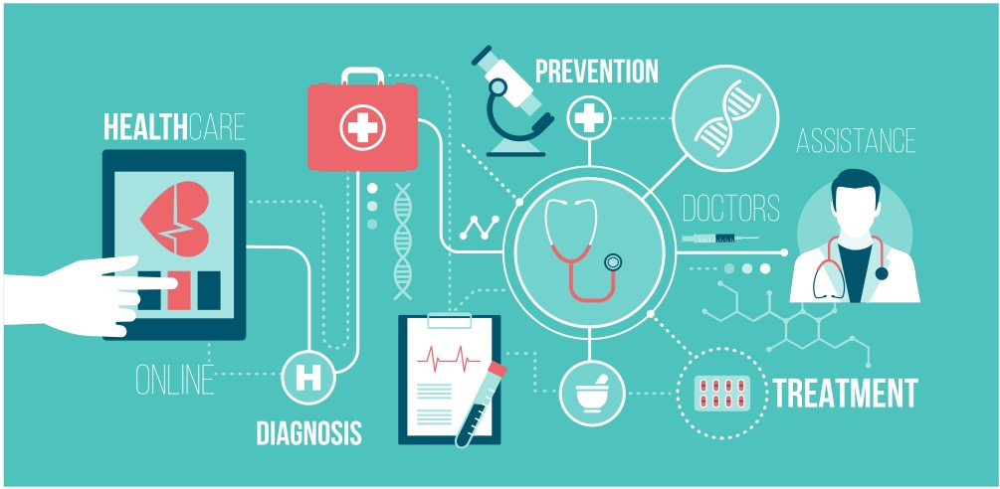 PREVENTION
HEALTHCARE
ASSISTANCE
DOCTORS
ONLINE
H
TREATMENT
DIAGNOSIS